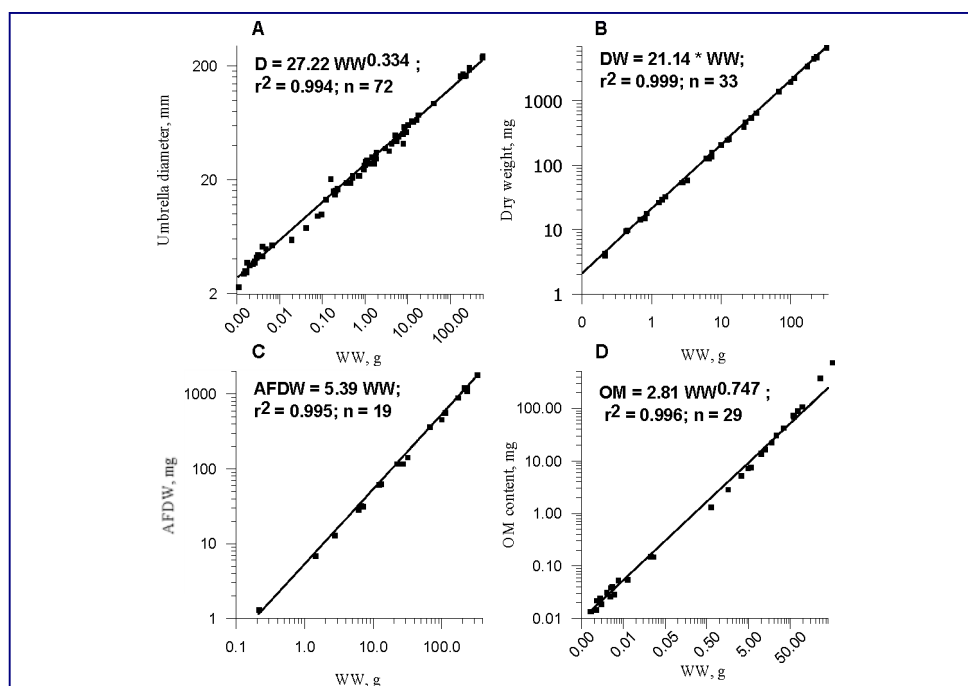 A
D = 27.22 WW0.334 ;
r2 = 0.994; n = 72
200
20
2
Umbrella diameter, mm
0.00
0.01
0.10
1.00
10.00
100.00
WW, g
B
DW = 21.14 * WW;
r2 = 0.999; n = 33
1000
100
10
1
Dry weight, mg
0
1
10
100
WW, g
C
AFDW = 5.39 WW;
r2 = 0.995; n = 19
1000
100
10
1
AFDW, mg
0.1
1.0
10.0
100.0
WW, g
D
OM = 2.81 WW0.747 ;
r2 = 0.996; n = 29
100.00
10.00
1.00
0.10
0.01
OM content, mg
0.00
0.01
0.05
0.50
5.00
50.00
WW, g